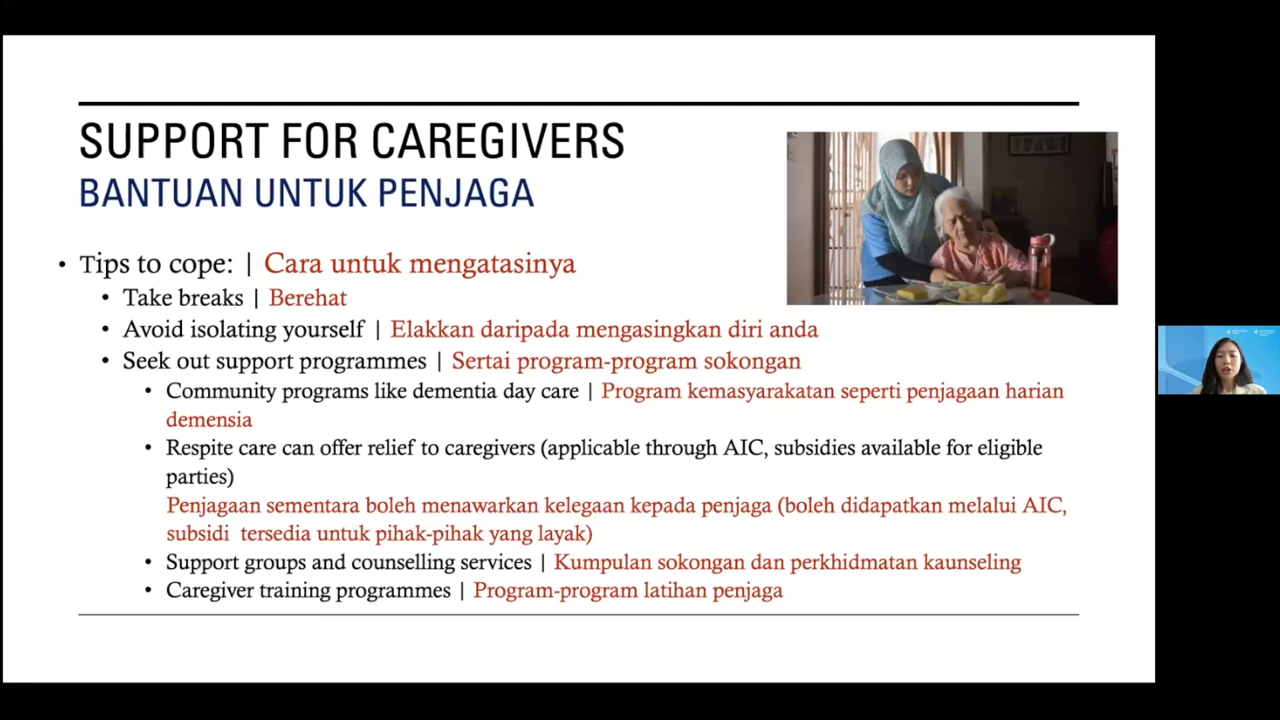 SUPPORT FOR CAREGIVERS
BANTUAN UNTUK PENJAGA
• Tips to cope: | Cara untuk mengatasinya
• Take breaks | Berehat
• Avoid isolating yourself | Elakkan daripada mengasingkan diri anda
• Seek out support programmes | Sertai program-program sokongan
• Community programs like dementia day care | Program kemasyarakatan seperti penjagaan harian
demensia
• Respite care can offer relief to caregivers (applicable through AIC, subsidies available for eligible
parties)
Penjagaan sementara boleh menawarkan kelegaan kepada penjaga (boleh didapatkan melalui AIC,
subsidi tersedia untuk pihak-pihak yang layak)
• Support groups and counselling services | Kumpulan sokongan dan perkhidmatan kaunseling
• Caregiver training programmes | Program-program latihan penjaga